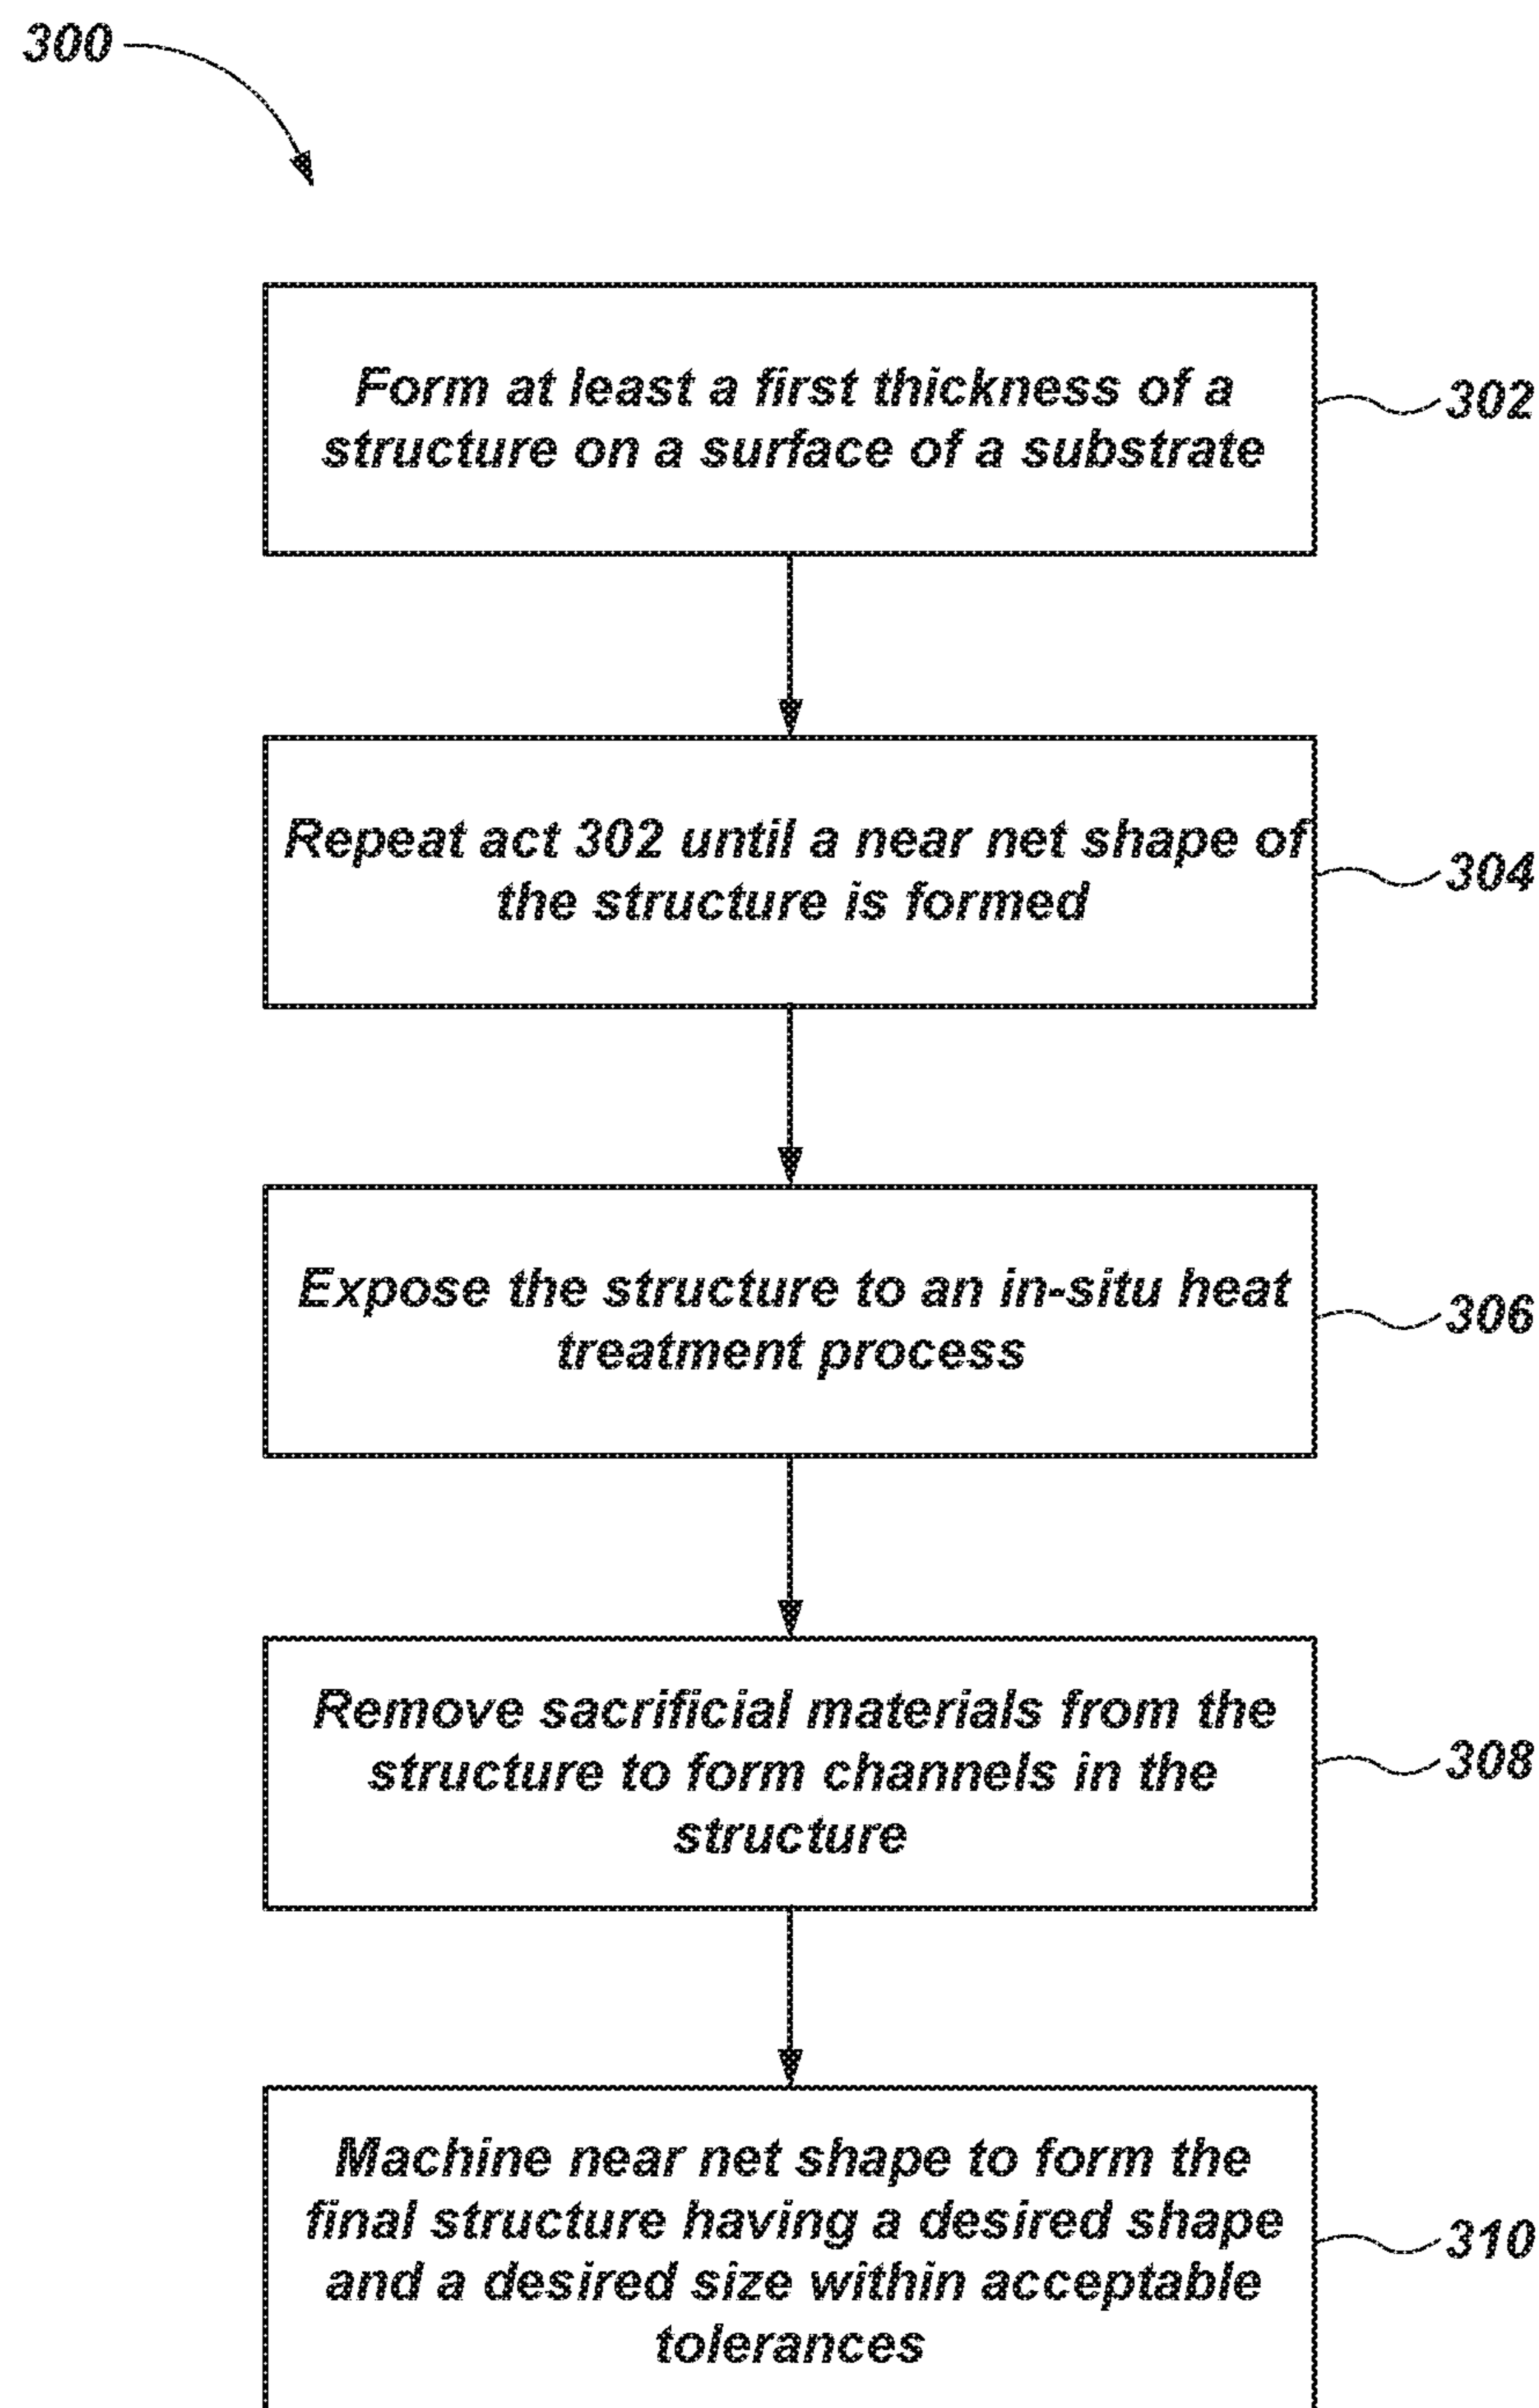 300
Form at least a first thickness of a
structure on a surface of a substrate
302
Repeat act 302 until a near net shape of
the structure is formed
304
Expose the structure to an in-situ heat
treatment process
306
Remove sacrificial materials from the
structure to form channels in the
structure
308
Machine near net shape to form the
final structure having a desired shape
and a desired size within acceptable
tolerances
310